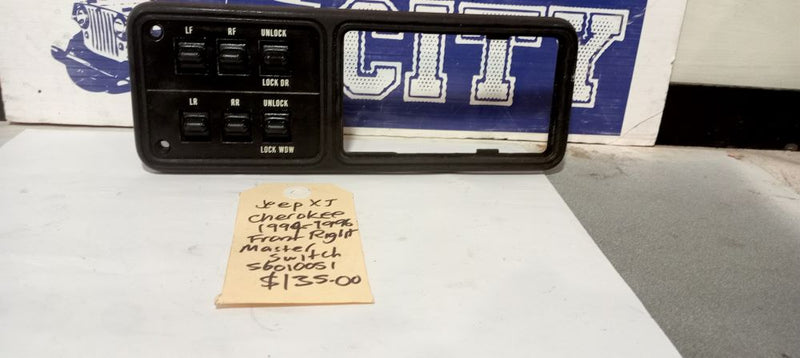 LF RF UNLOCK
CITY
LOCK DR
LR RR UNLOCK
LOCK WDW
Jeep XJ
Cherokee
1994-1996
Front Right
Master
Switch
56010051
$135.00